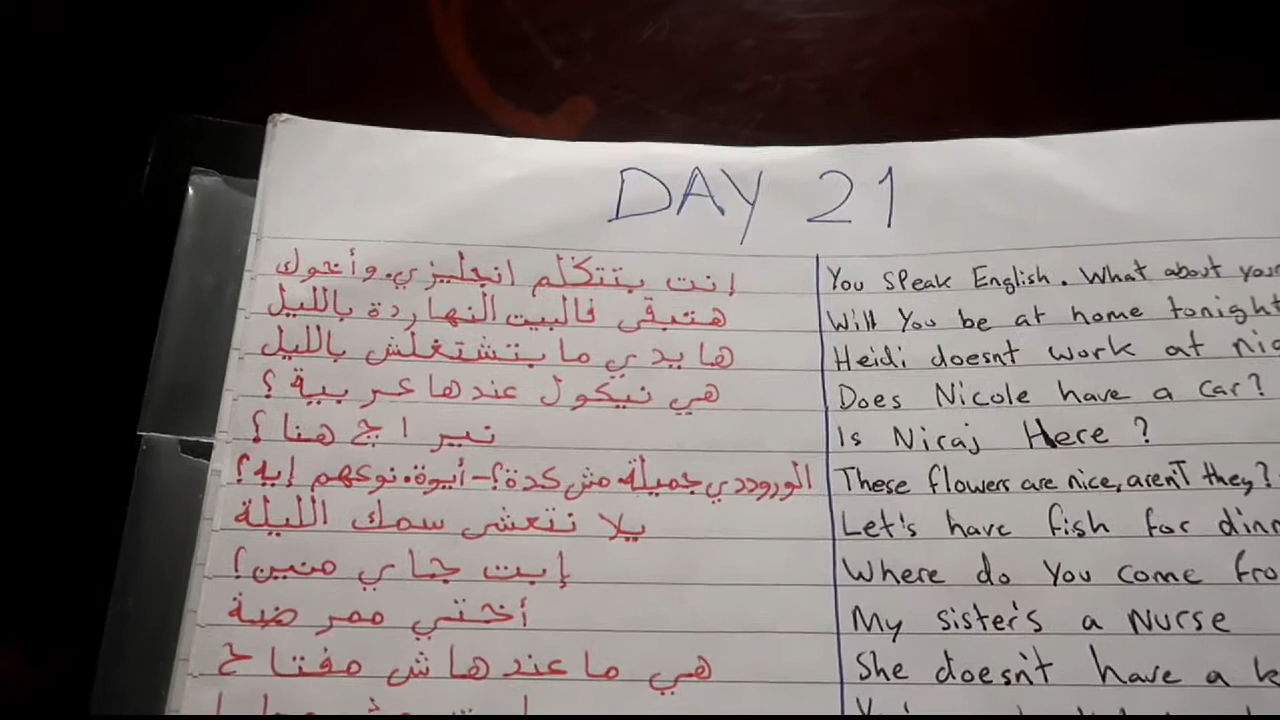 DAY 21
إنت بتتكلم انجليزي. وأخوك You speak English. What about your
هتبقى فالبيت النهاردة بالليل Will You be at home tonight
هايدي ما بتشتغلش بالليل Heidi doesnt work at
هي نيكول عندها عربية ؟ Does Nicole have a car?
نيراج هنا ؟ Is Niraj Here ?
الورود دي جميلة مش كدة؟ - أيوة. نوعهم إيه؟ These flowers are nice, aren't they?
يلا نتعشى سمك الليلة Let's have fish for
إنت جاي منين؟ Where do You come
أختي ممرضة My sister's a Nurse
هي ما عندهاش مفتاح She doesn't have a